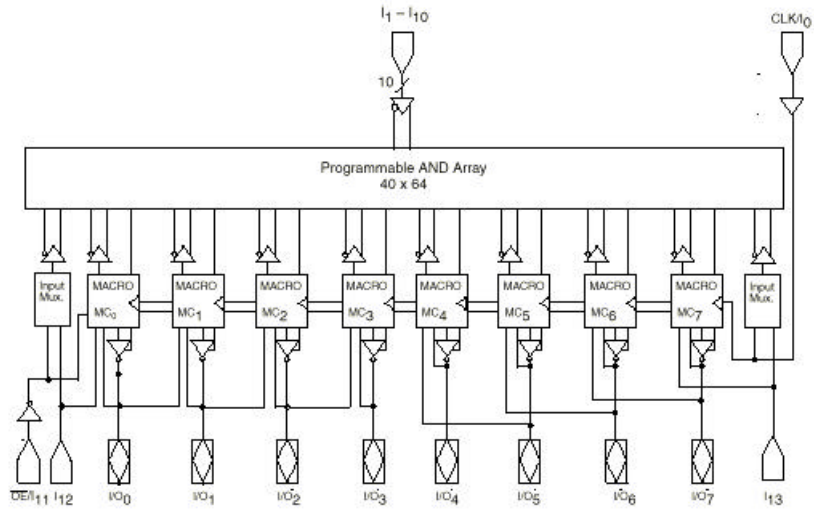 I1 – I10
CLK/I0
10
Programmable AND Array
40 x 64
Input Mux.
MACRO MC0
MACRO MC1
MACRO MC2
MACRO MC3
MACRO MC4
MACRO MC5
MACRO MC6
MACRO MC7
Input Mux.
OE/I11
I12
I/O0
I/O1
I/O2
I/O3
I/O4
I/O5
I/O6
I/O7
I13